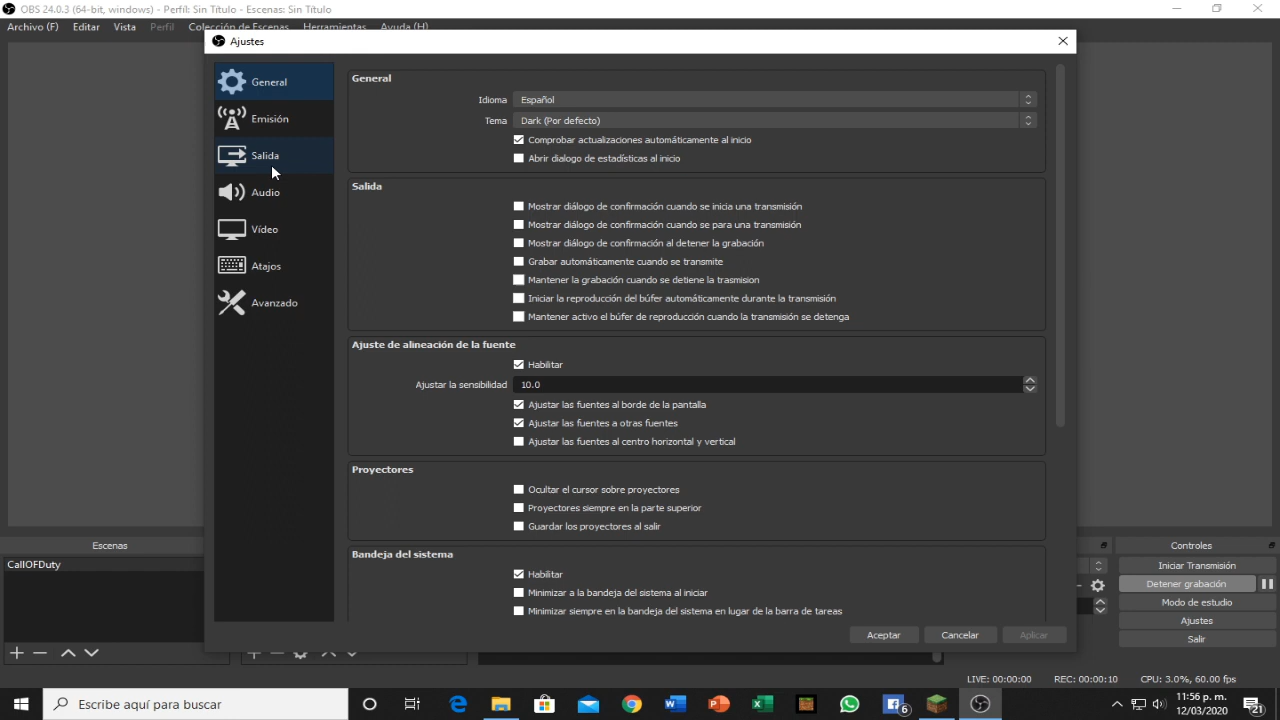 OBS 24.0.3 (64-bit, windows) - Perfil: Sin Título - Escenas: Sin Título
Archivo (F) Editar Vista Perfil Colección de Escenas Herramientas Ayuda (H)
Ajustes
General
Emisión
Salida
Audio
Vídeo
Atajos
Avanzado
General
Idioma Español
Tema Dark (Por defecto)
Comprobar actualizaciones automáticamente al inicio
Abrir dialogo de estadísticas al inicio
Salida
Mostrar diálogo de confirmación cuando se inicia una transmisión
Mostrar diálogo de confirmación cuando se para una transmisión
Mostrar diálogo de confirmación al detener la grabación
Grabar automáticamente cuando se transmite
Mantener la grabación cuando se detiene la trasmision
Iniciar la reproducción del búfer automáticamente durante la transmisión
Mantener activo el búfer de reproducción cuando la transmisión se detenga
Ajuste de alineación de la fuente
Habilitar
Ajustar la sensibilidad 10.0
Ajustar las fuentes al borde de la pantalla
Ajustar las fuentes a otras fuentes
Ajustar las fuentes al centro horizontal y vertical
Proyectores
Ocultar el cursor sobre proyectores
Proyectores siempre en la parte superior
Guardar los proyectores al salir
Bandeja del sistema
Habilitar
Minimizar a la bandeja del sistema al iniciar
Minimizar siempre en la bandeja del sistema en lugar de la barra de tareas
Aceptar Cancelar Aplicar
Escenas
CallOFDuty
Controles
Iniciar Transmisión
Detener grabación
Modo de estudio
Ajustes
Salir
LIVE: 00:00:00 REC: 00:00:10 CPU: 3.0%, 60.00 fps
Escribe aquí para buscar
6
11:56 p. m.
12/03/2020
21